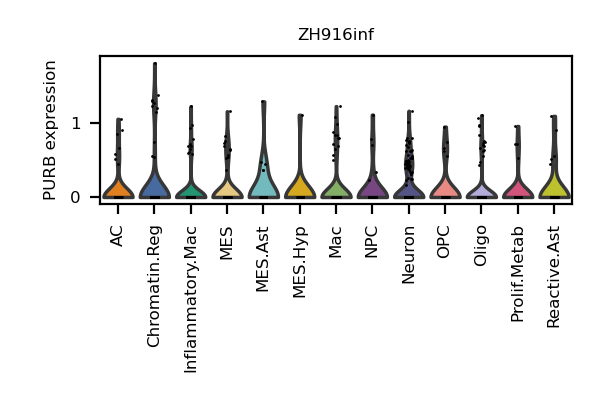 ZH916inf
PURB expression
1
0
AC
Chromatin.Reg
Inflammatory.Mac
MES
MES.Ast
MES.Hyp
Mac
NPC
Neuron
OPC
Oligo
Prolif.Metab
Reactive.Ast